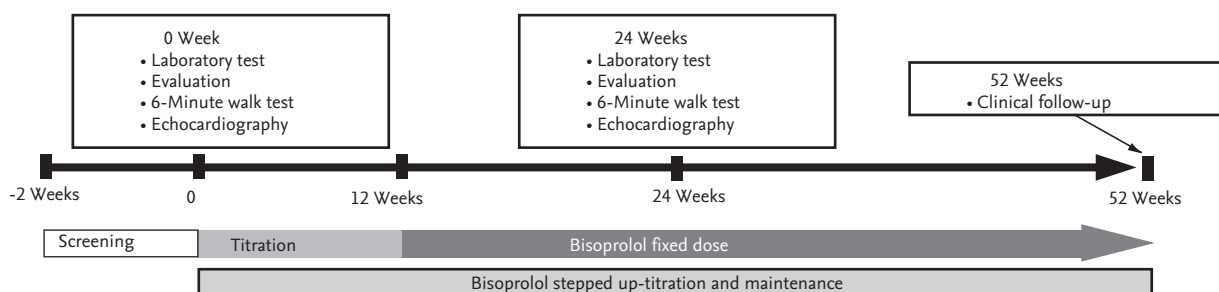 0 Week
• Laboratory test
• Evaluation
• 6-Minute walk test
• Echocardiography
24 Weeks
• Laboratory test
• Evaluation
• 6-Minute walk test
• Echocardiography
52 Weeks
• Clinical follow-up
-2 Weeks
0
12 Weeks
24 Weeks
52 Weeks
Screening
Titration
Bisoprolol fixed dose
Bisoprolol stepped up-titration and maintenance